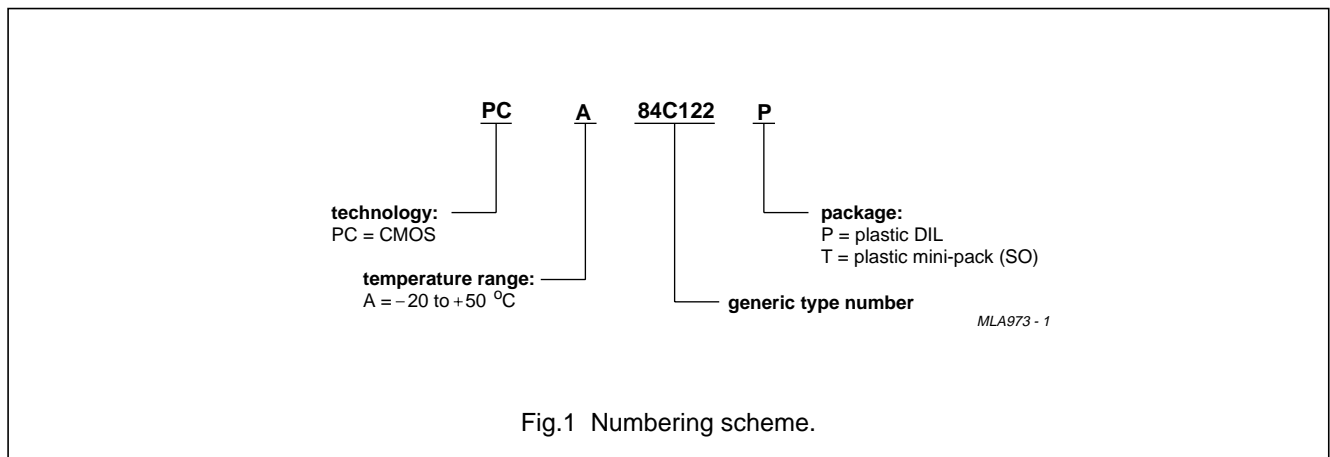 PC A 84C122 P
technology:
PC = CMOS
package:
P = plastic DIL
T = plastic mini-pack (SO)
temperature range:
A = −20 to +50 °C
generic type number
MLA973 - 1
Fig.1 Numbering scheme.